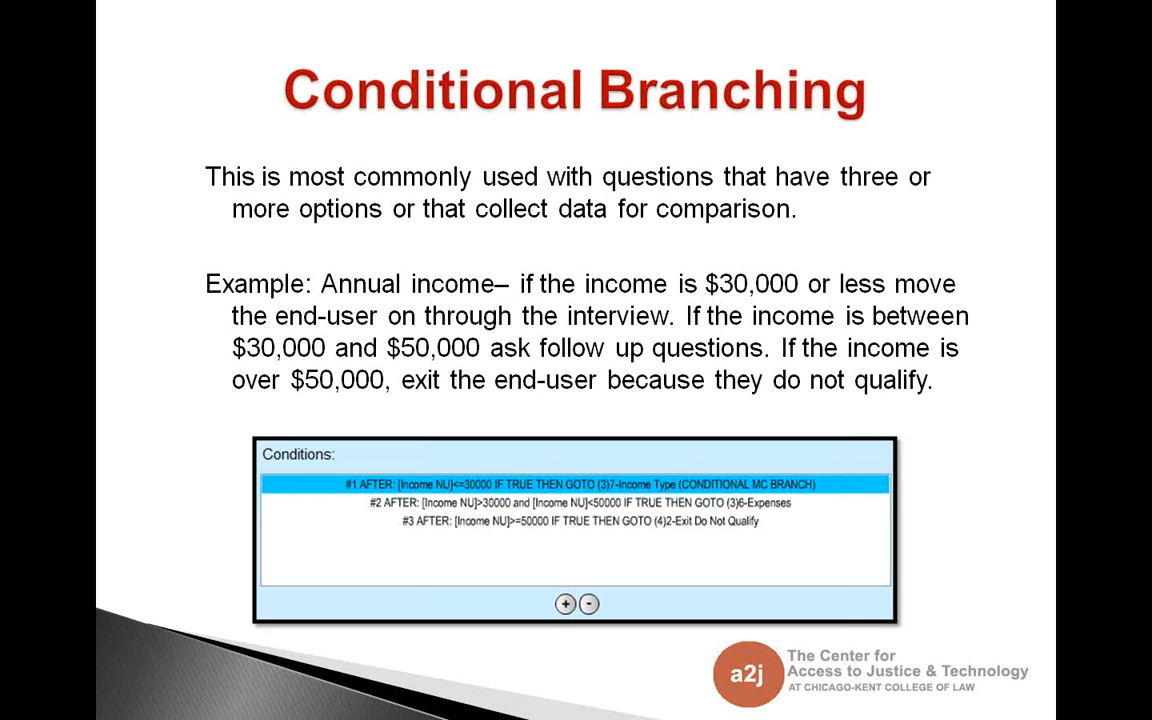 Conditional Branching
This is most commonly used with questions that have three or
more options or that collect data for comparison.
Example: Annual income– if the income is $30,000 or less move
the end-user on through the interview. If the income is between
$30,000 and $50,000 ask follow up questions. If the income is
over $50,000, exit the end-user because they do not qualify.
Conditions:
#1 AFTER: [Income NU]<=30000 IF TRUE THEN GOTO (3)7-Income Type (CONDITIONAL MC BRANCH)
#2 AFTER: [Income NU]>30000 and [Income NU]<50000 IF TRUE THEN GOTO (3)6-Expenses
#3 AFTER: [Income NU]>=50000 IF TRUE THEN GOTO (4)2-Exit Do Not Qualify
+ -
a2j
The Center for
Access to Justice & Technology
AT CHICAGO-KENT COLLEGE OF LAW